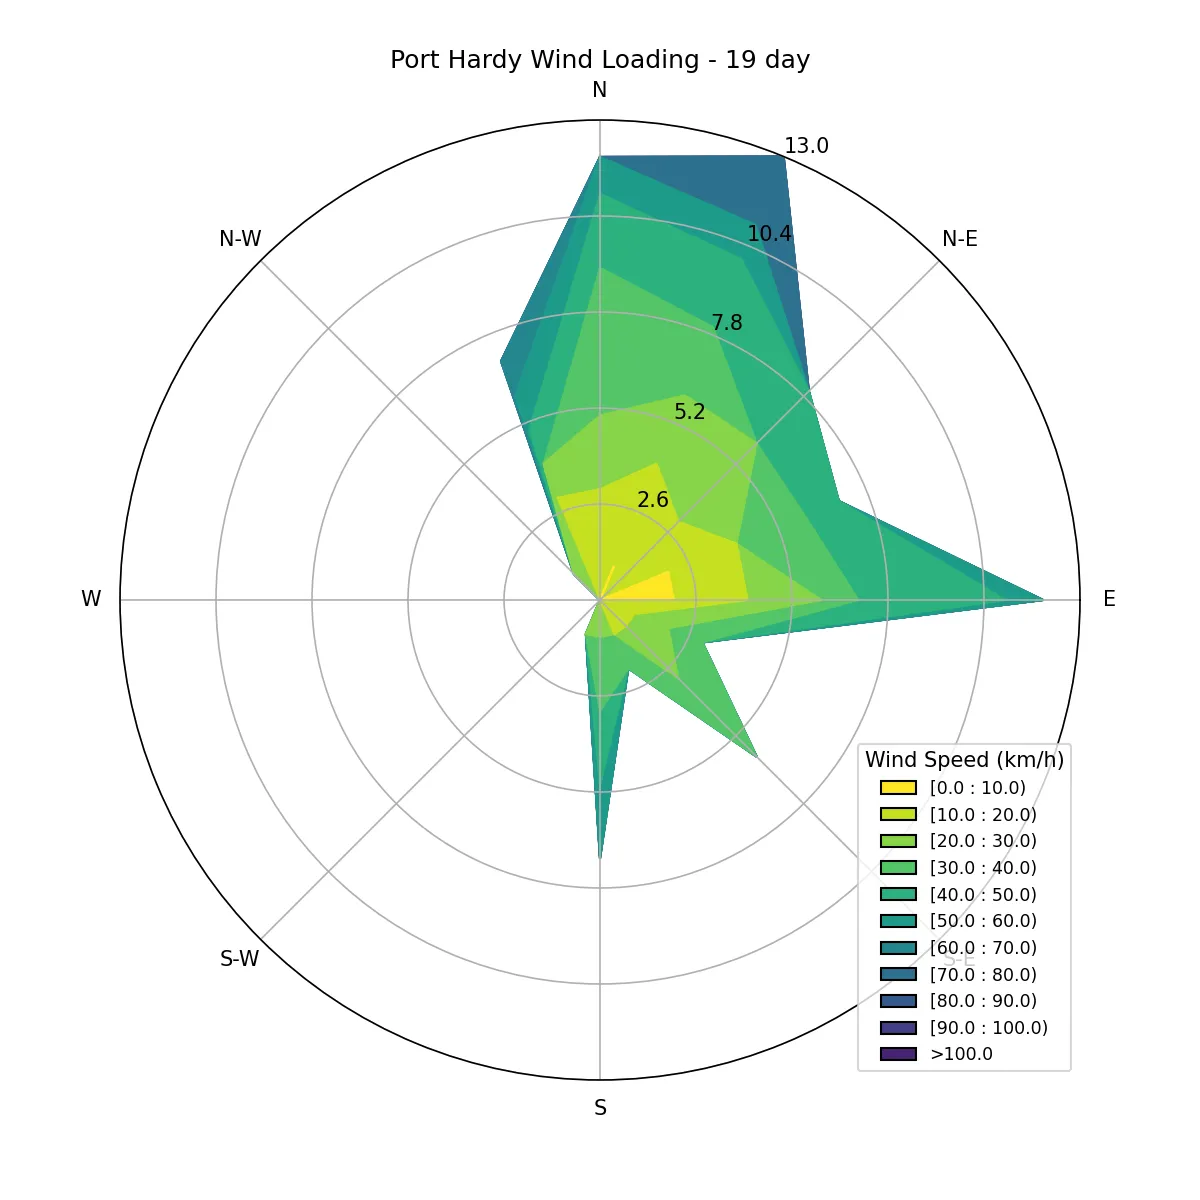 Port Hardy Wind Loading - 19 day
N
13.0
N-W
10.4
N-E
7.8
5.2
2.6
W
E
Wind Speed (km/h)
[0.0 : 10.0)
[10.0 : 20.0)
[20.0 : 30.0)
[30.0 : 40.0)
[40.0 : 50.0)
[50.0 : 60.0)
[60.0 : 70.0)
S-W
S-E
[70.0 : 80.0)
[80.0 : 90.0)
[90.0 : 100.0)
>100.0
S